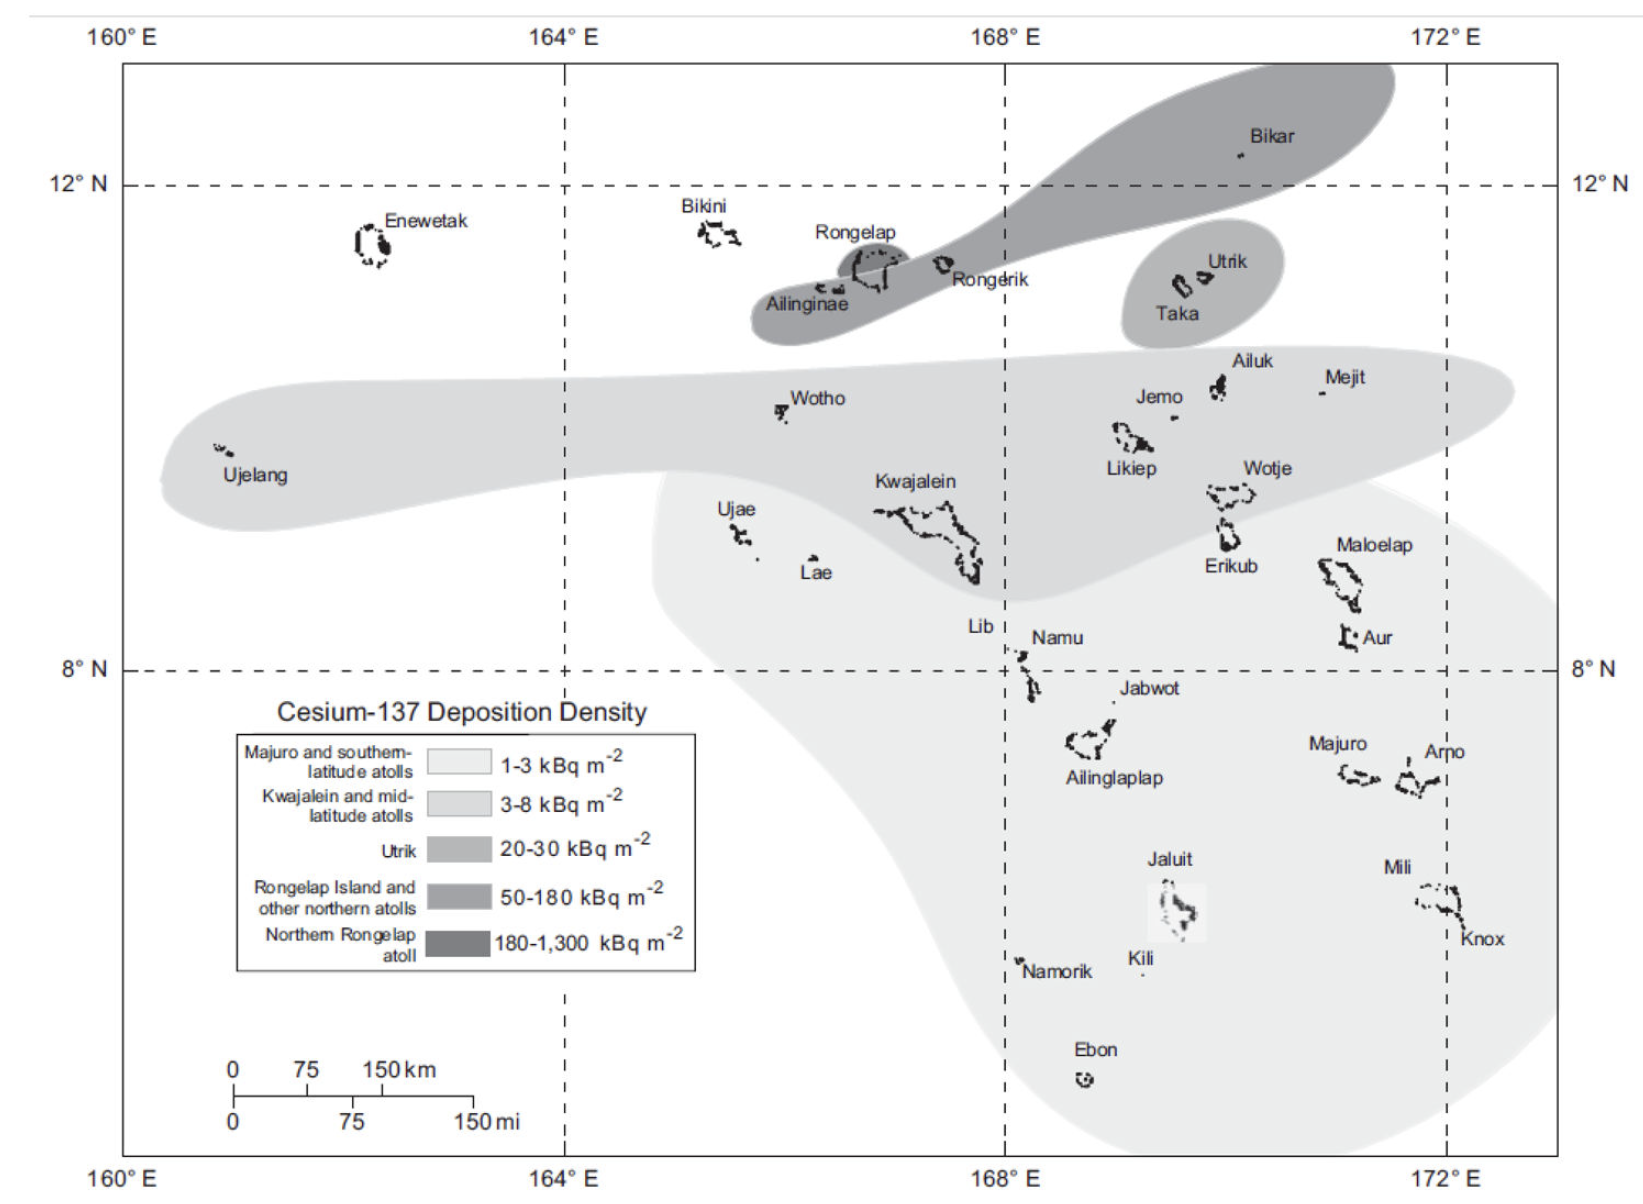 160° E 164° E 168° E 172° E
Bikar
12° N 12° N
Bikini
Enewetak
Rongelap
Utrik
Rongerik
Ailinginae
Taka
Ailuk
Mejit
Jemo
Wotho
Likiep
Wotje
Ujelang
Kwajalein
Ujae
Maloelap
Erikub
Lae
Lib
Namu
Aur
8° N 8° N
Jabwot
Cesium-137 Deposition Density
Majuro and southern-
latitude atolls
1-3 kBq m-2
Kwajalein and mid-
latitude atolls
3-8 kBq m-2
Utrik
20-30 kBq m-2
Rongelap Island and
other northern atolls
50-180 kBq m-2
Northern Rongelap
atoll
180-1,300 kBq m-2
Majuro
Arno
Ailinglaplap
Jaluit
Mili
Knox
Kili
Namorik
Ebon
0 75 150 km
0 75 150 mi
160° E 164° E 168° E 172° E